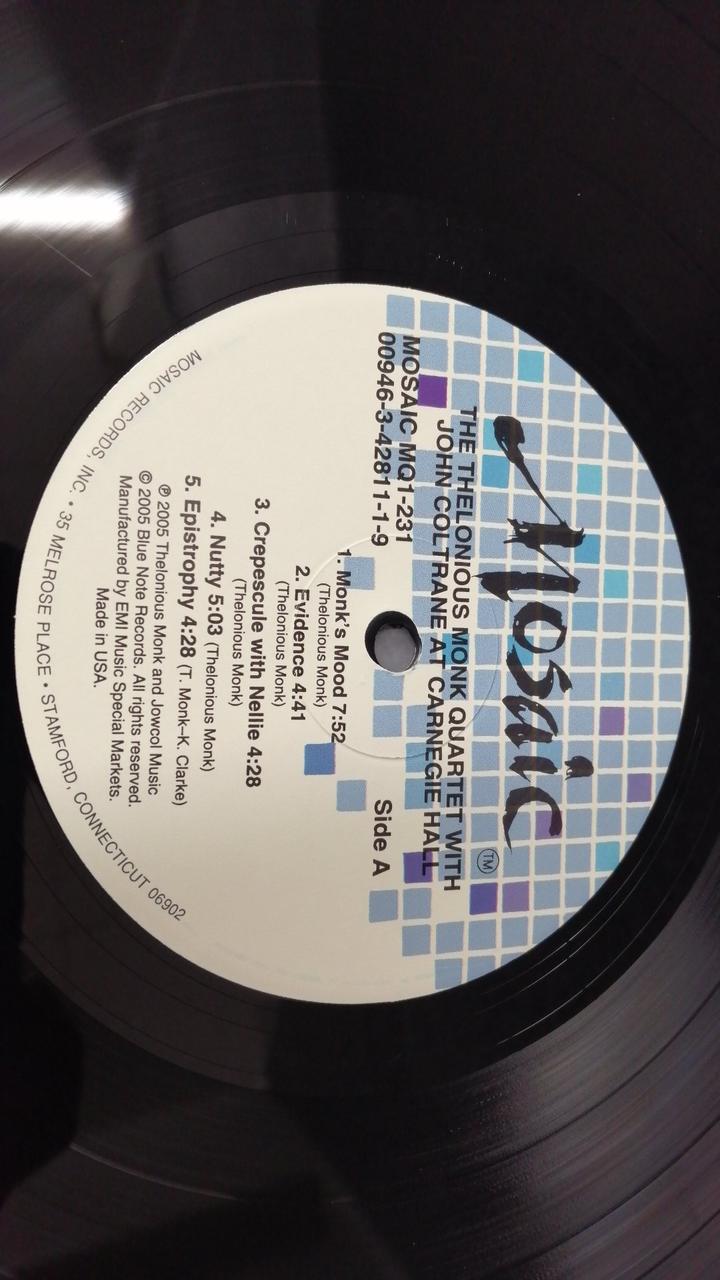 Mosaic
TM
THE THELONIOUS MONK QUARTET WITH
JOHN COLTRANE AT CARNEGIE HALL
MOSAIC MQ1-231
00946-3-42811-1-9
Side A
1. Monk's Mood 7:52
(Thelonious Monk)
2. Evidence 4:41
(Thelonious Monk)
3. Crepescule with Nellie 4:28
(Thelonious Monk)
4. Nutty 5:03 (Thelonious Monk)
5. Epistrophy 4:28 (T. Monk–K. Clarke)
℗ 2005 Thelonious Monk and Jowcol Music
© 2005 Blue Note Records. All rights reserved.
Manufactured by EMI Music Special Markets.
Made in USA.
MOSAIC RECORDS, INC. • 35 MELROSE PLACE • STAMFORD, CONNECTICUT 06902